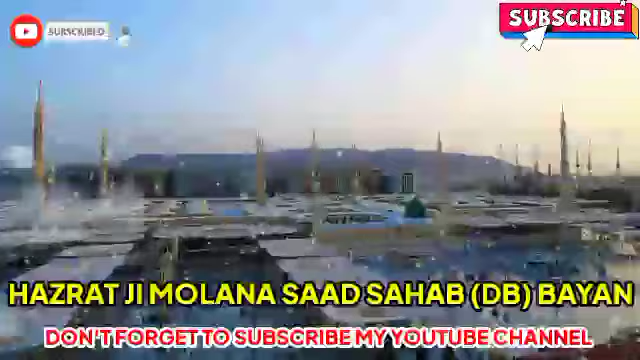 SUBSCRIBED
SUBSCRIBE
HAZRAT JI MOLANA SAAD SAHAB (DB) BAYAN
DON'T FORGET TO SUBSCRIBE MY YOUTUBE CHANNEL